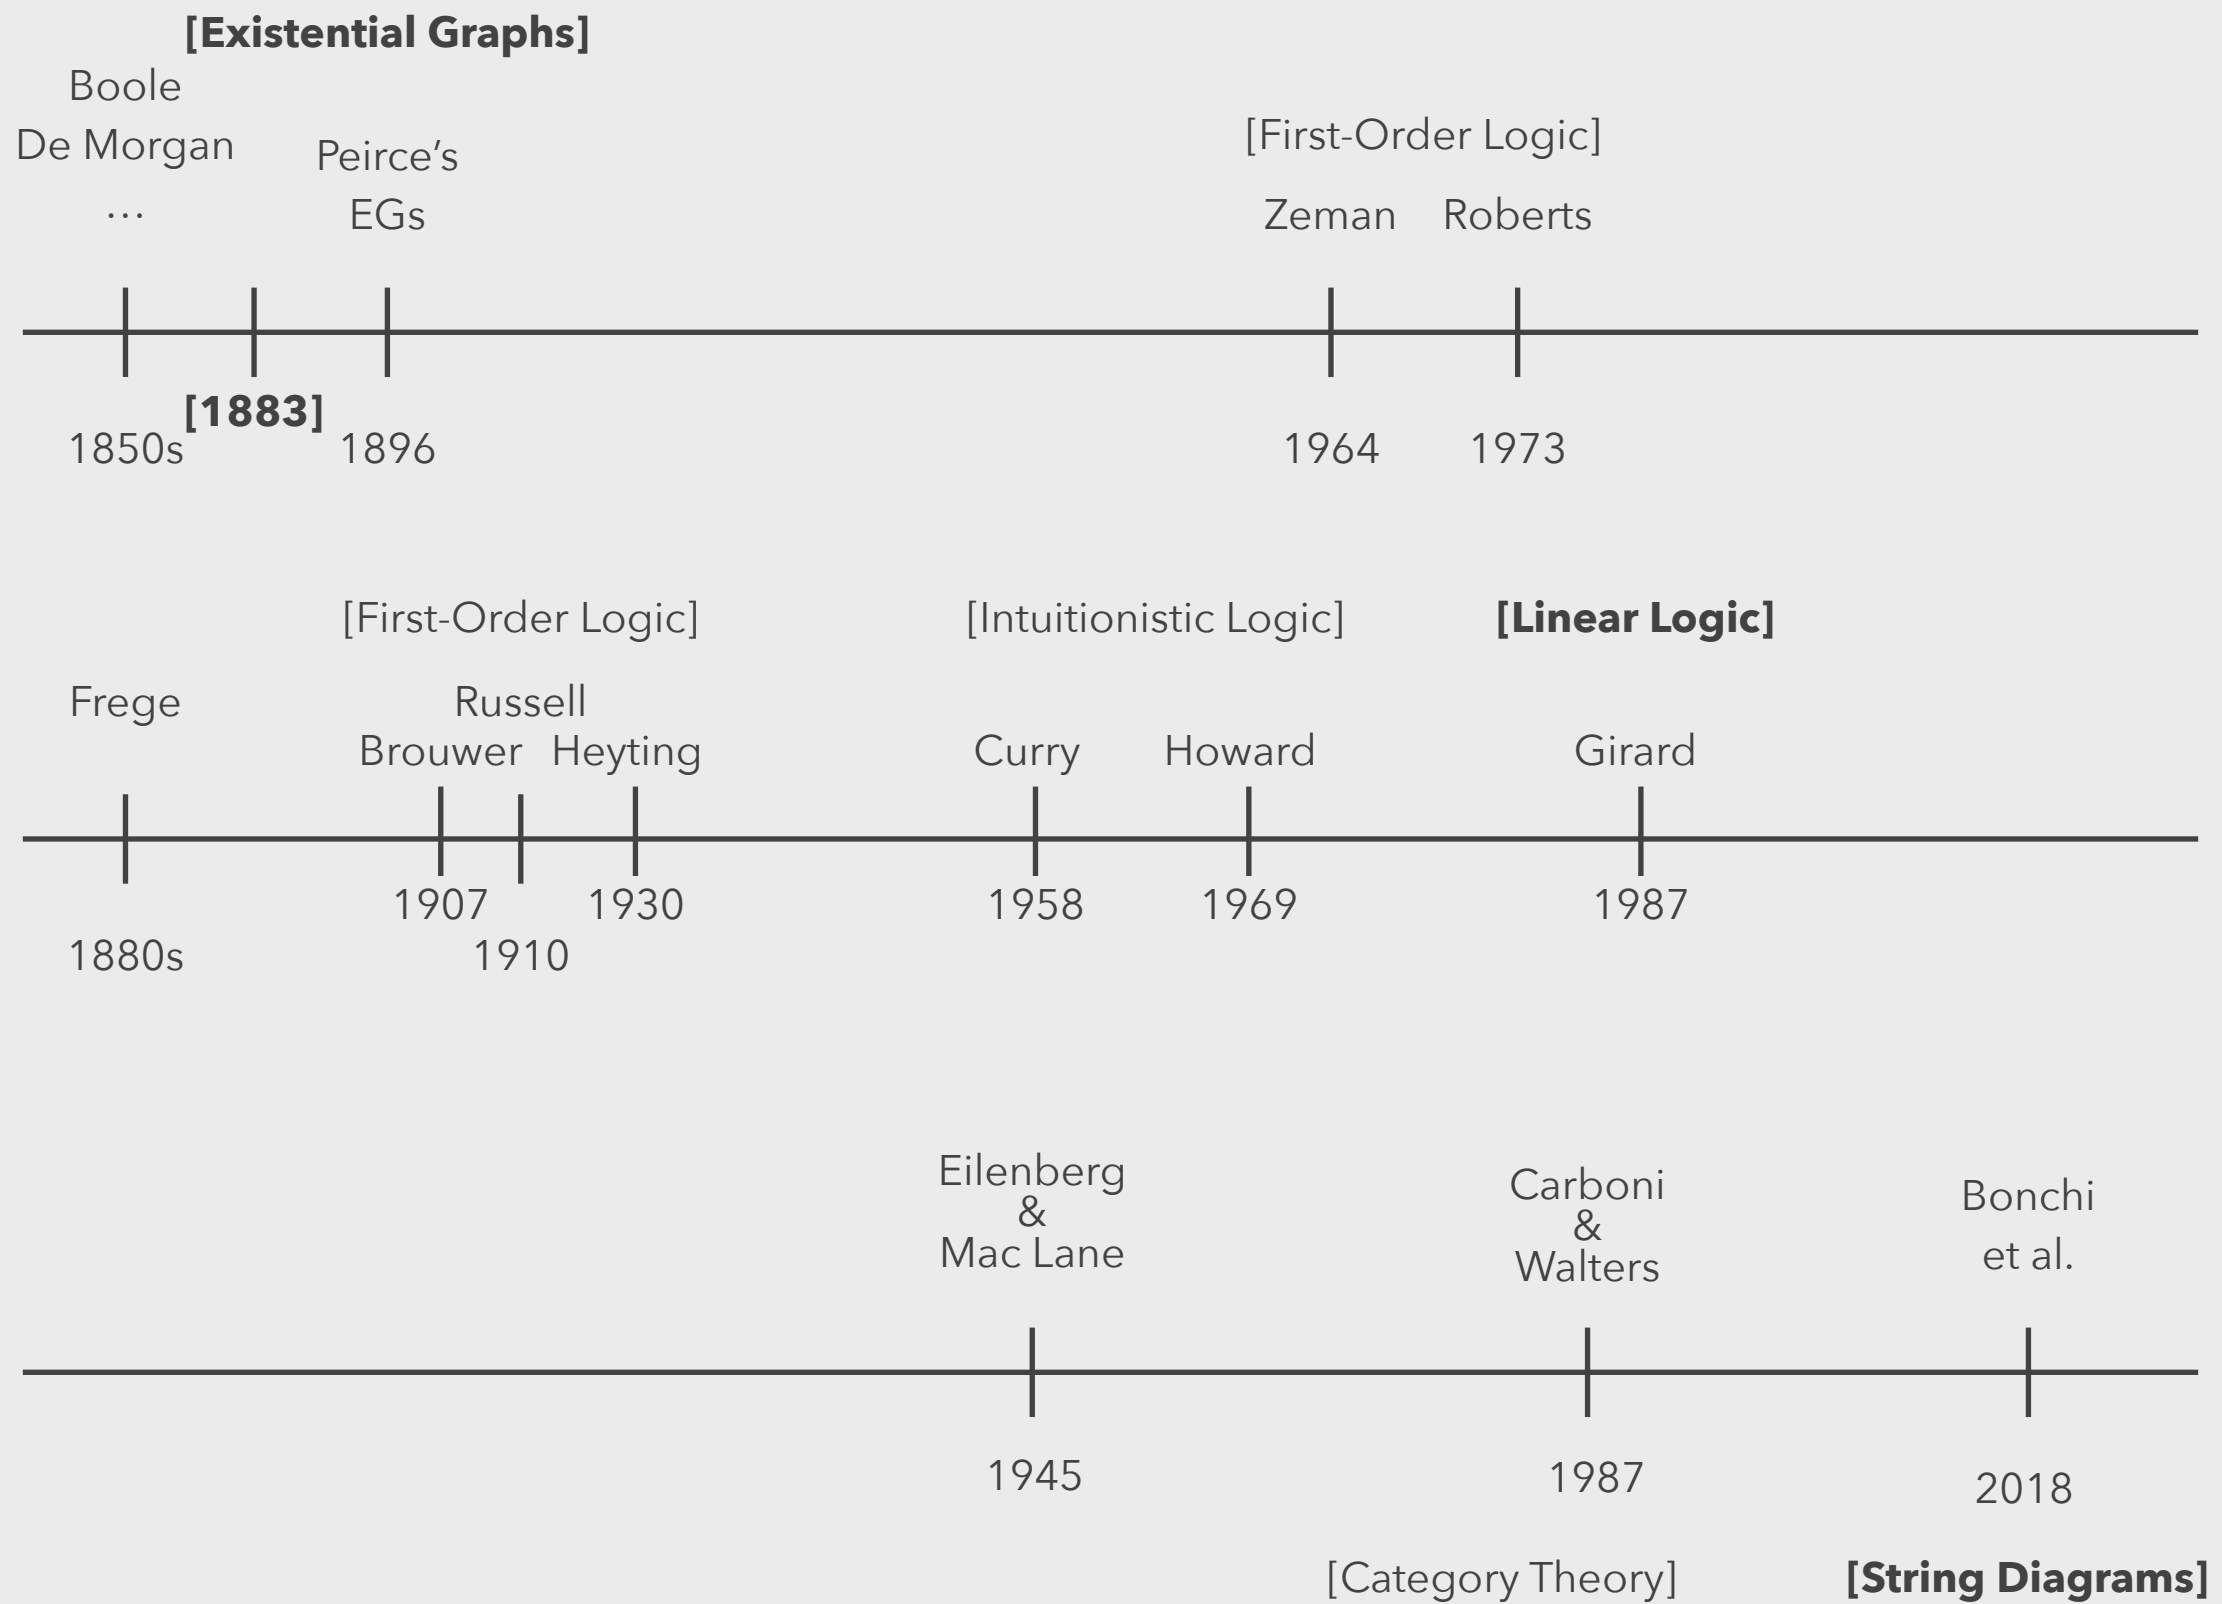 [Existential Graphs]
Boole
De Morgan
…
Peirce’s
EGs
[First-Order Logic]
Zeman
Roberts
1850s
[1883]
1896
1964
1973
[First-Order Logic]
[Intuitionistic Logic]
[Linear Logic]
Frege
Russell
Brouwer
Heyting
Curry
Howard
Girard
1907
1930
1958
1969
1987
1880s
1910
Eilenberg
&
Mac Lane
Carboni
&
Walters
Bonchi
et al.
1945
1987
2018
[Category Theory]
[String Diagrams]